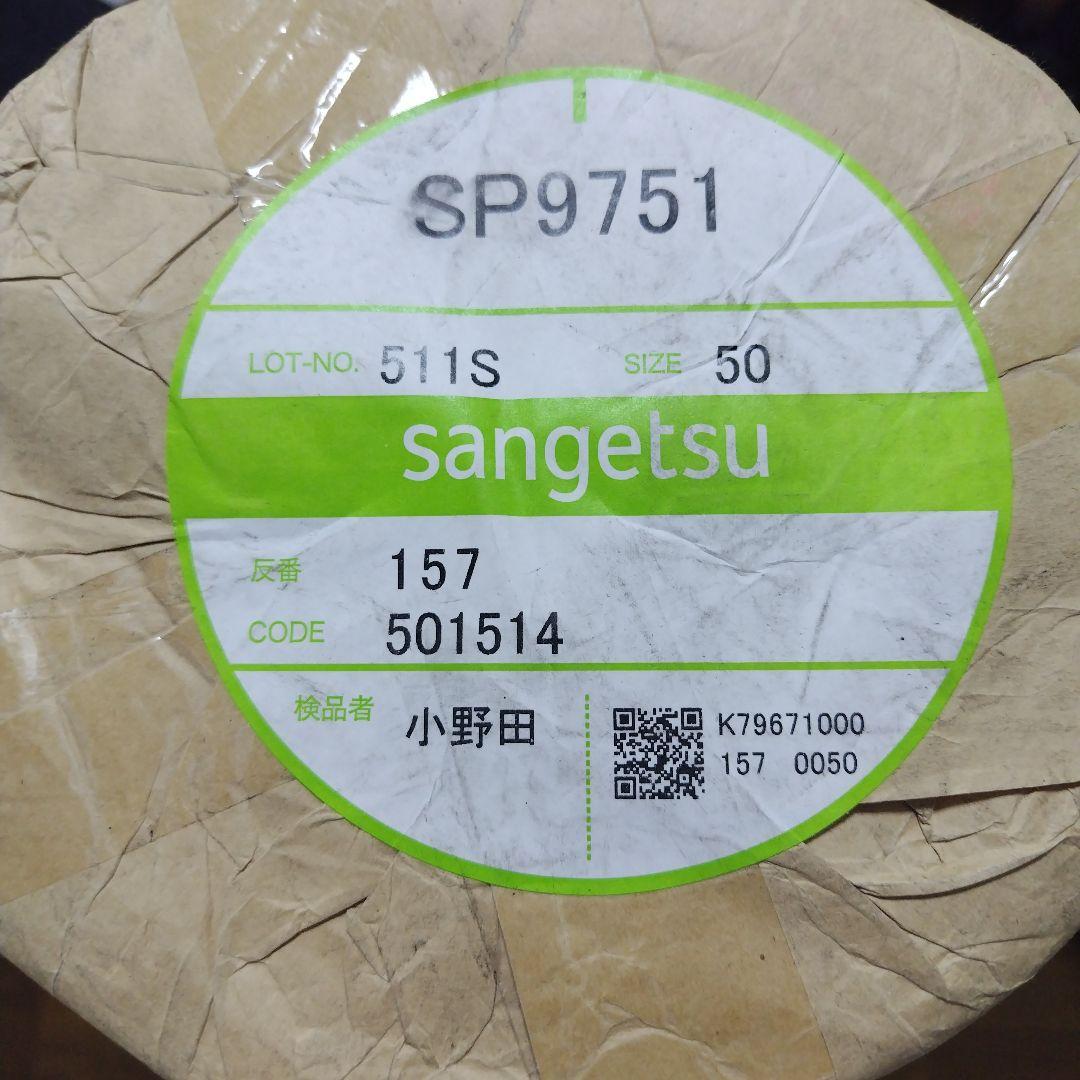 SP9751
LOT-NO. 511S SIZE 50
sangetsu
反番 157
CODE 501514
検品者 小野田
K79671000
157 0050